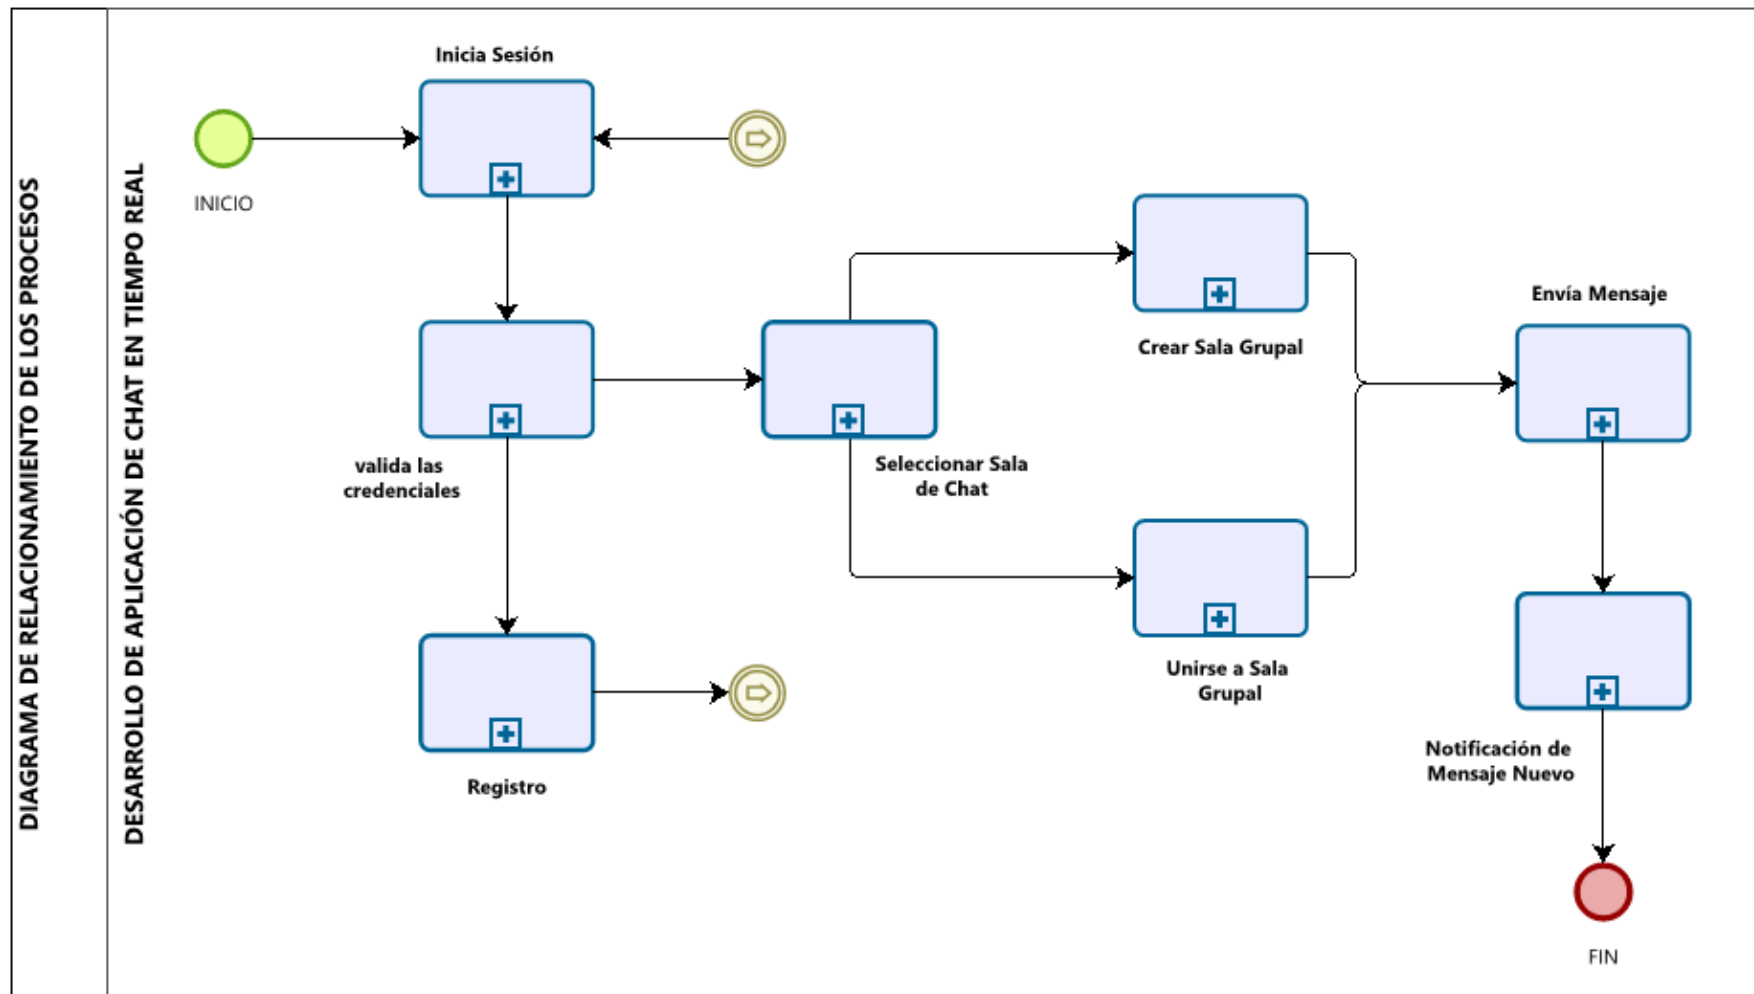 DIAGRAMA DE RELACIONAMIENTO DE LOS PROCESOS
DESARROLLO DE APLICACIÓN DE CHAT EN TIEMPO REAL
Inicia Sesión
INICIO
valida las
credenciales
Registro
Seleccionar Sala
de Chat
Crear Sala Grupal
Unirse a Sala
Grupal
Envía Mensaje
Notificación de
Mensaje Nuevo
FIN